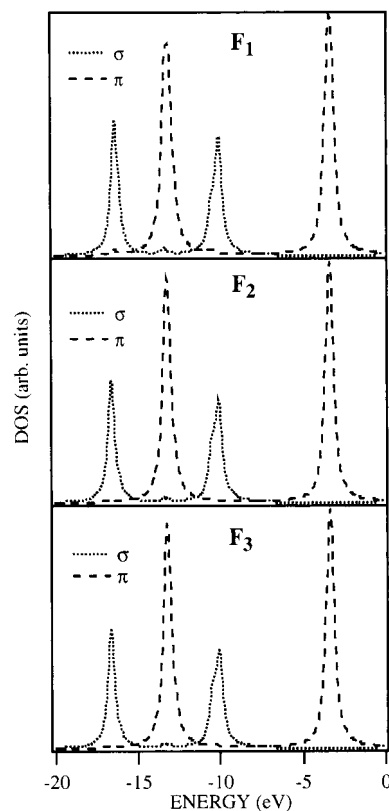 F1
σ
π
F2
σ
π
DOS (arb. units)
F3
σ
π
-20 -15 -10 -5 0
ENERGY (eV)